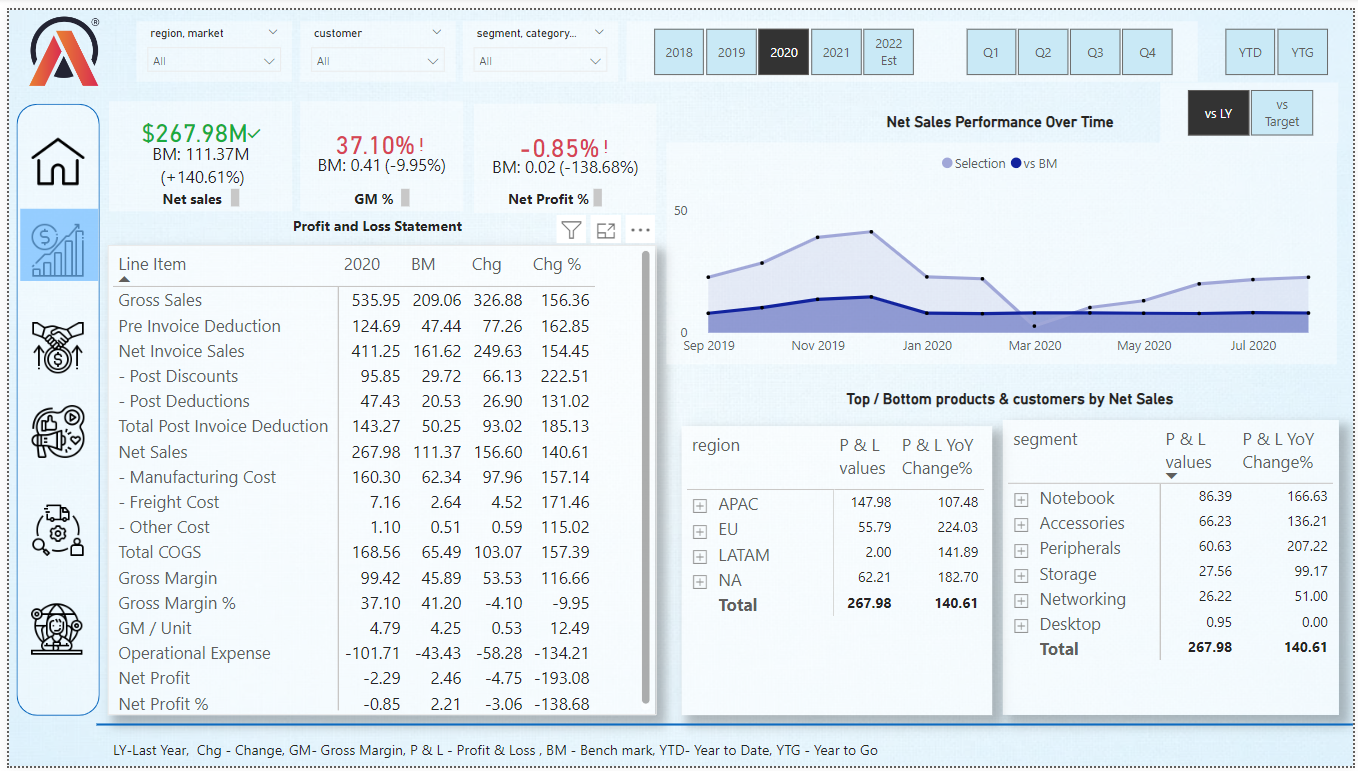 ®
region, market
All
customer
All
segment, category...
All
2018
2019
2020
2021
2022
Est
Q1
Q2
Q3
Q4
YTD
YTG
$267.98M
BM: 111.37M
(+140.61%)
Net sales
37.10% !
BM: 0.41 (-9.95%)
GM %
-0.85% !
BM: 0.02 (-138.68%)
Net Profit %
vs LY
vs
Target
Net Sales Performance Over Time
Selection vs BM
50
0
Sep 2019 Nov 2019 Jan 2020 Mar 2020 May 2020 Jul 2020
Profit and Loss Statement
Line Item 2020 BM Chg Chg %
Gross Sales 535.95 209.06 326.88 156.36
Pre Invoice Deduction 124.69 47.44 77.26 162.85
Net Invoice Sales 411.25 161.62 249.63 154.45
- Post Discounts 95.85 29.72 66.13 222.51
- Post Deductions 47.43 20.53 26.90 131.02
Total Post Invoice Deduction 143.27 50.25 93.02 185.13
Net Sales 267.98 111.37 156.60 140.61
- Manufacturing Cost 160.30 62.34 97.96 157.14
- Freight Cost 7.16 2.64 4.52 171.46
- Other Cost 1.10 0.51 0.59 115.02
Total COGS 168.56 65.49 103.07 157.39
Gross Margin 99.42 45.89 53.53 116.66
Gross Margin % 37.10 41.20 -4.10 -9.95
GM / Unit 4.79 4.25 0.53 12.49
Operational Expense -101.71 -43.43 -58.28 -134.21
Net Profit -2.29 2.46 -4.75 -193.08
Net Profit % -0.85 2.21 -3.06 -138.68
Top / Bottom products & customers by Net Sales
region P & L values P & L YoY Change%
APAC 147.98 107.48
EU 55.79 224.03
LATAM 2.00 141.89
NA 62.21 182.70
Total 267.98 140.61
segment P & L values P & L YoY Change%
Notebook 86.39 166.63
Accessories 66.23 136.21
Peripherals 60.63 207.22
Storage 27.56 99.17
Networking 26.22 51.00
Desktop 0.95 0.00
Total 267.98 140.61
LY-Last Year, Chg - Change, GM- Gross Margin, P & L - Profit & Loss , BM - Bench mark, YTD- Year to Date, YTG - Year to Go